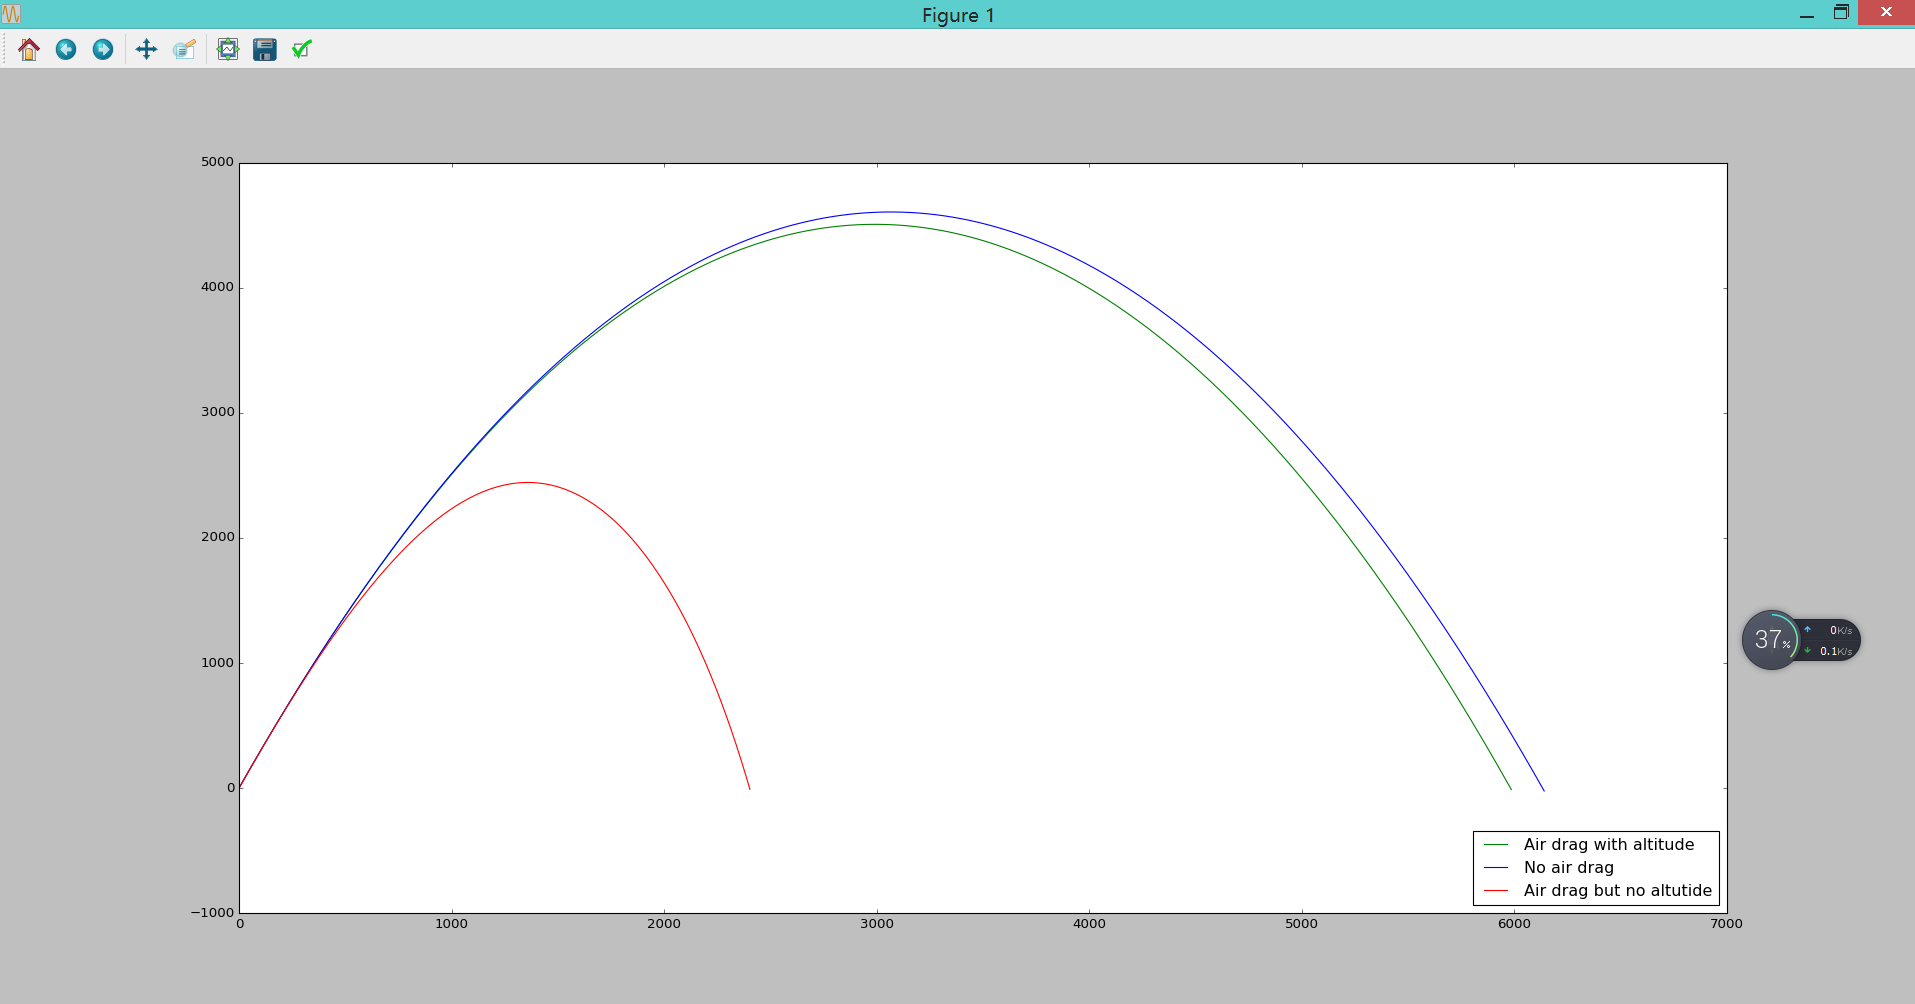 Figure 1
5000
4000
3000
2000
1000
0
−1000
0 1000 2000 3000 4000 5000 6000 7000
Air drag with altitude
No air drag
Air drag but no altutide
37%
0K/s
0.1K/s